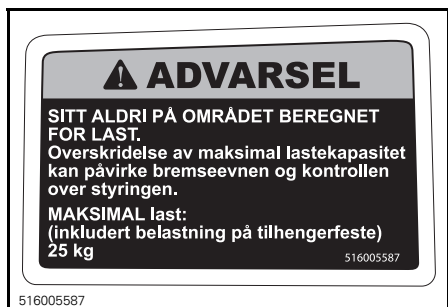 ADVARSEL
SITT ALDRI PÅ OMRÅDET BEREGNET
FOR LAST.
Overskridelse av maksimal lastekapasitet
kan påvirke bremseevnen og kontrollen
over styringen.
MAKSIMAL last:
(inkludert belastning på tilhengerfeste)
25 kg
516005587
516005587